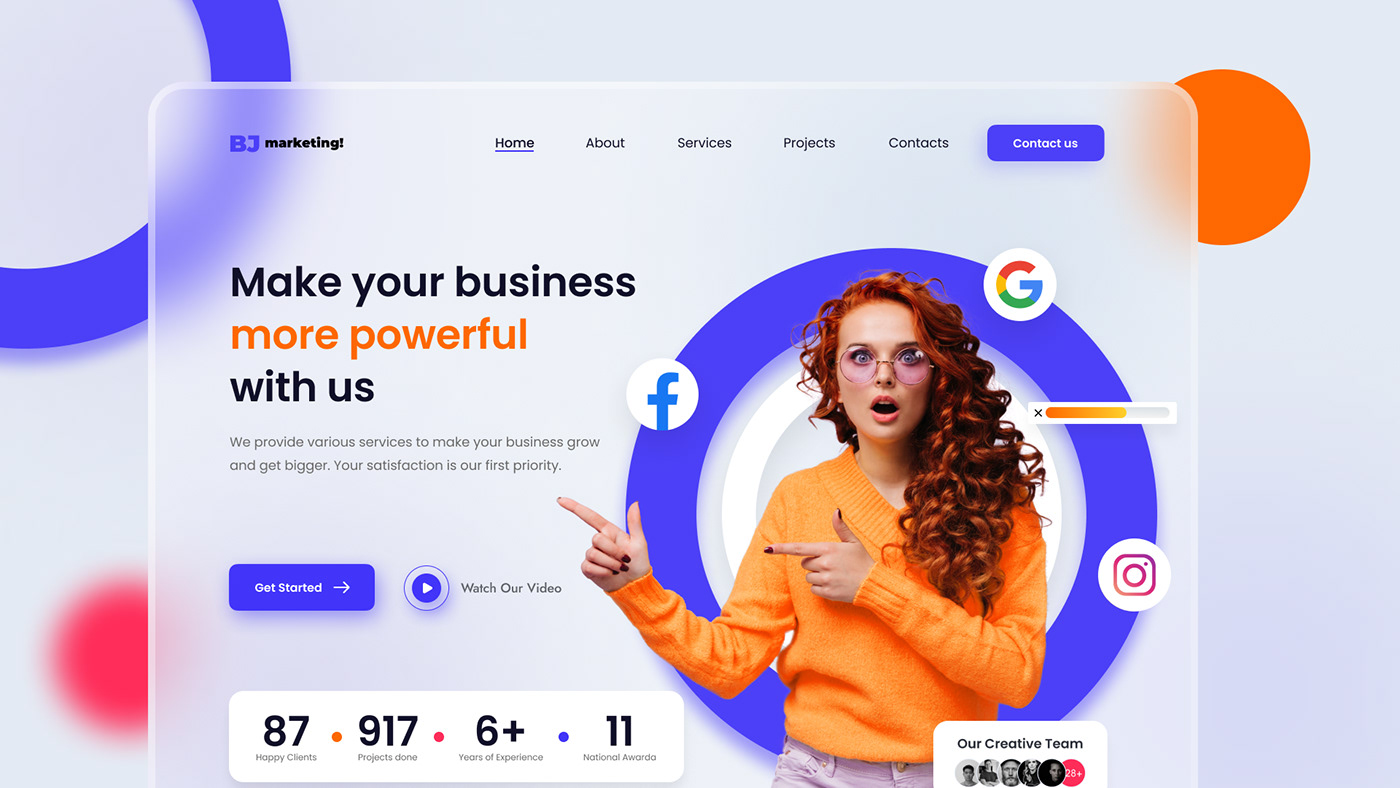 BJ marketing!
Home About Services Projects Contacts Contact us
Make your business
more powerful
with us
We provide various services to make your business grow
and get bigger. Your satisfaction is our first priority.
Get Started
Watch Our Video
87 917 6+ 11
Happy Clients Projects done Years of Experience National Awarda
Our Creative Team
28+